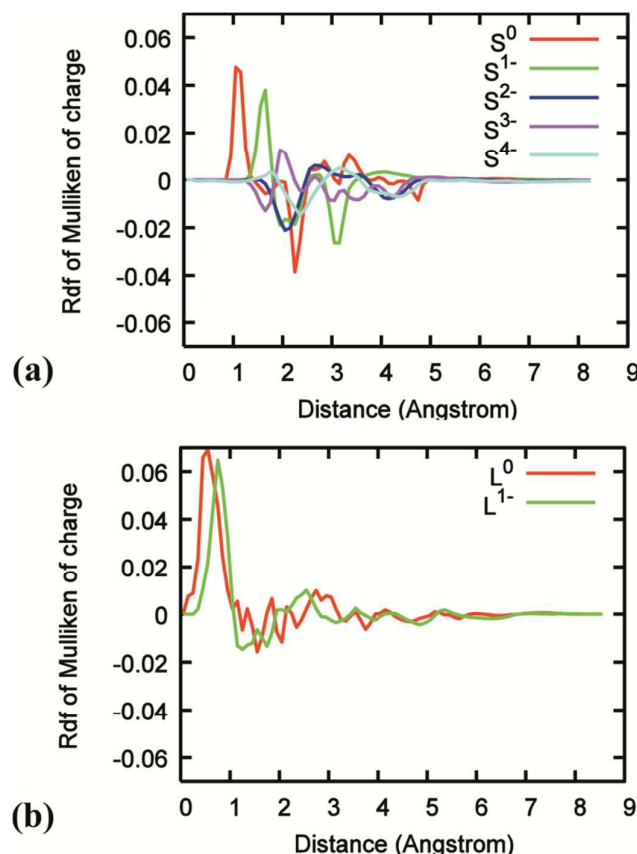 0.06
0.04
0.02
0
-0.02
-0.04
-0.06
Rdf of Mulliken of charge
S⁰
S¹⁻
S²⁻
S³⁻
S⁴⁻
0 1 2 3 4 5 6 7 8 9
Distance (Angstrom)
(a)
0.06
0.04
0.02
0
-0.02
-0.04
-0.06
Rdf of Mulliken of charge
L⁰
L¹⁻
0 1 2 3 4 5 6 7 8 9
Distance (Angstrom)
(b)